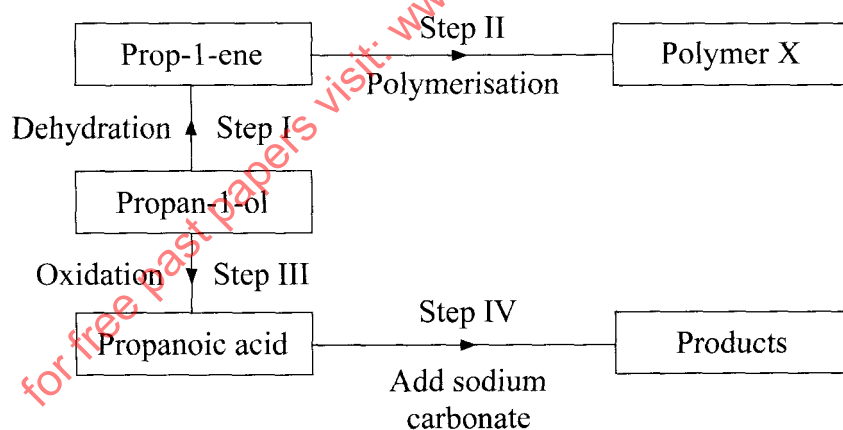 Prop-1-ene
Step II
Polymerisation
Polymer X
Dehydration
Step I
Propan-1-ol
Oxidation
Step III
Propanoic acid
Step IV
Add sodium
carbonate
Products
for free past papers visit: ww